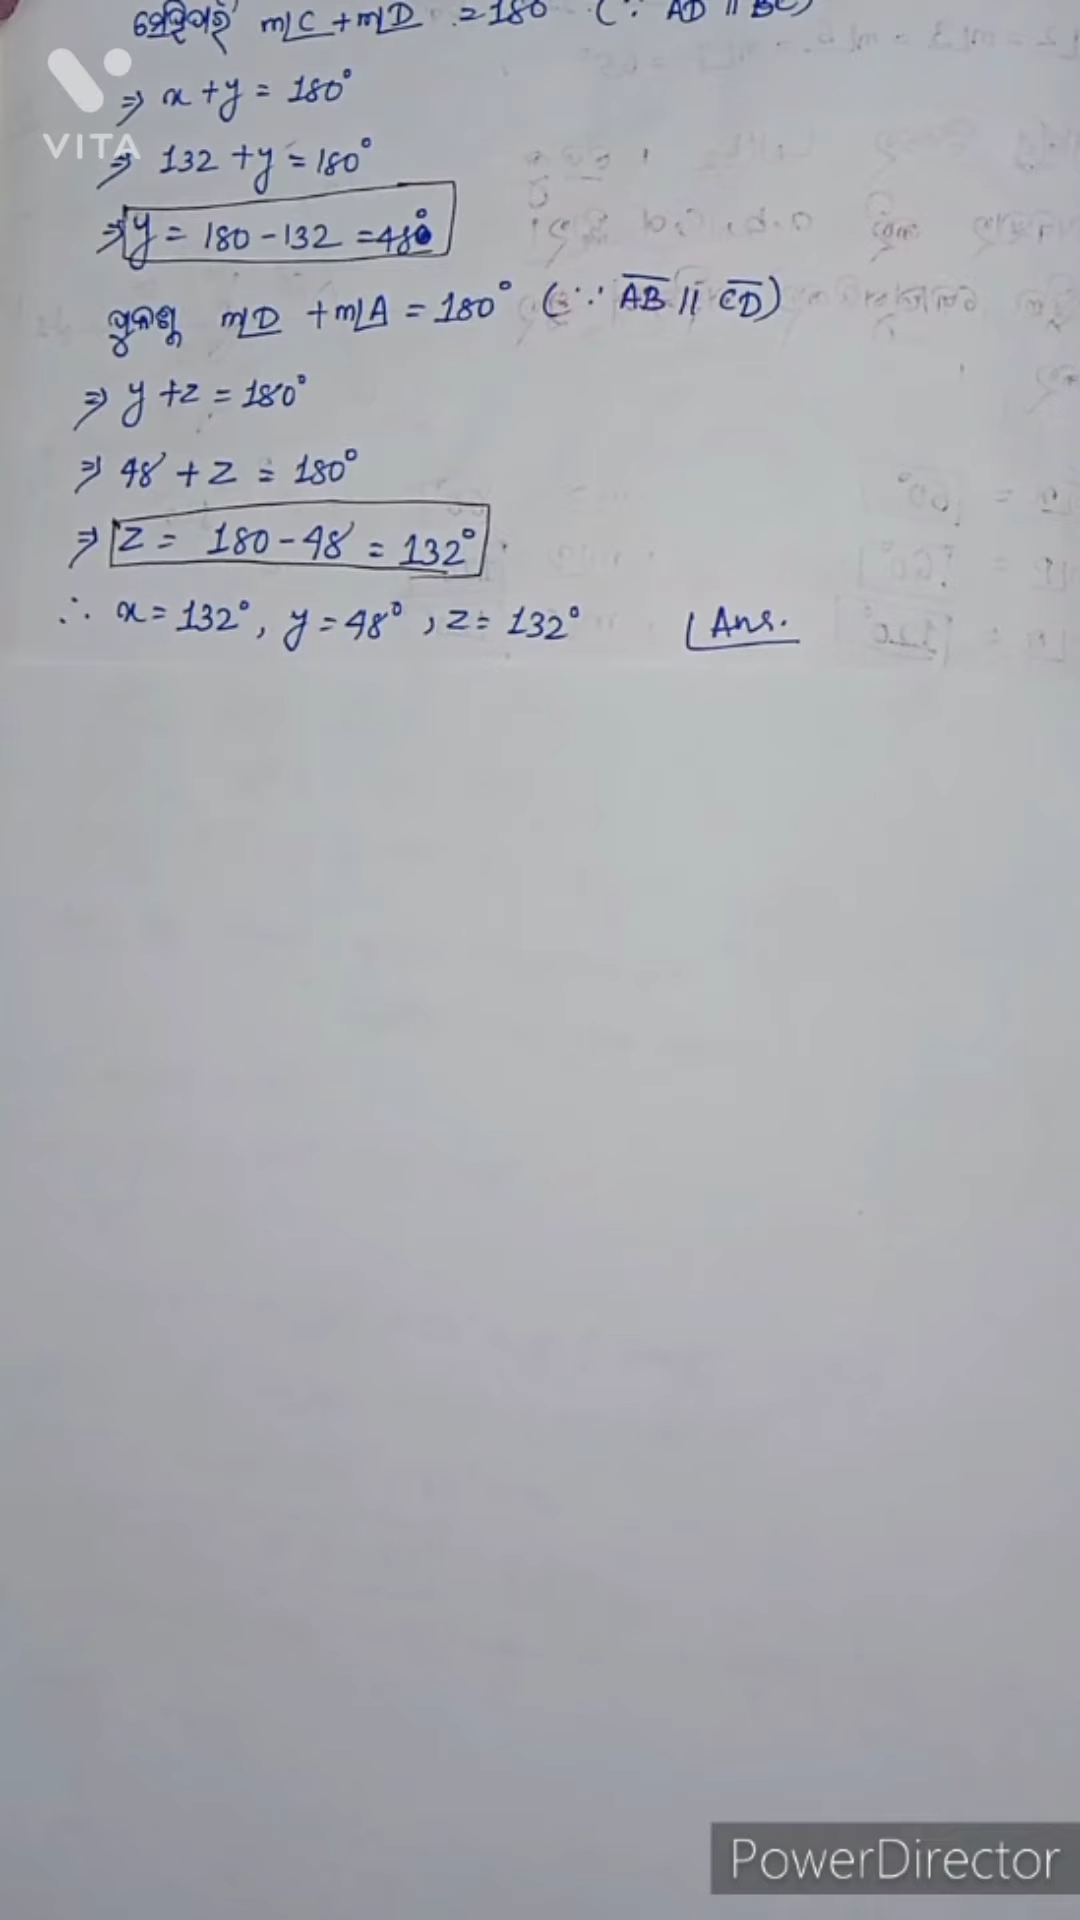 ସେହିପରି m∠C + m∠D = 180 (∵ AD || BC)
VITA
⇒ x + y = 180°
⇒ 132 + y = 180°
⇒ y = 180 - 132 = 48°
ପୁନଶ୍ଚ m∠D + m∠A = 180° (∵ AB || CD)
⇒ y + z = 180°
⇒ 48 + z = 180°
⇒ z = 180 - 48 = 132°
∴ x = 132°, y = 48°, z = 132° Ans.
PowerDirector